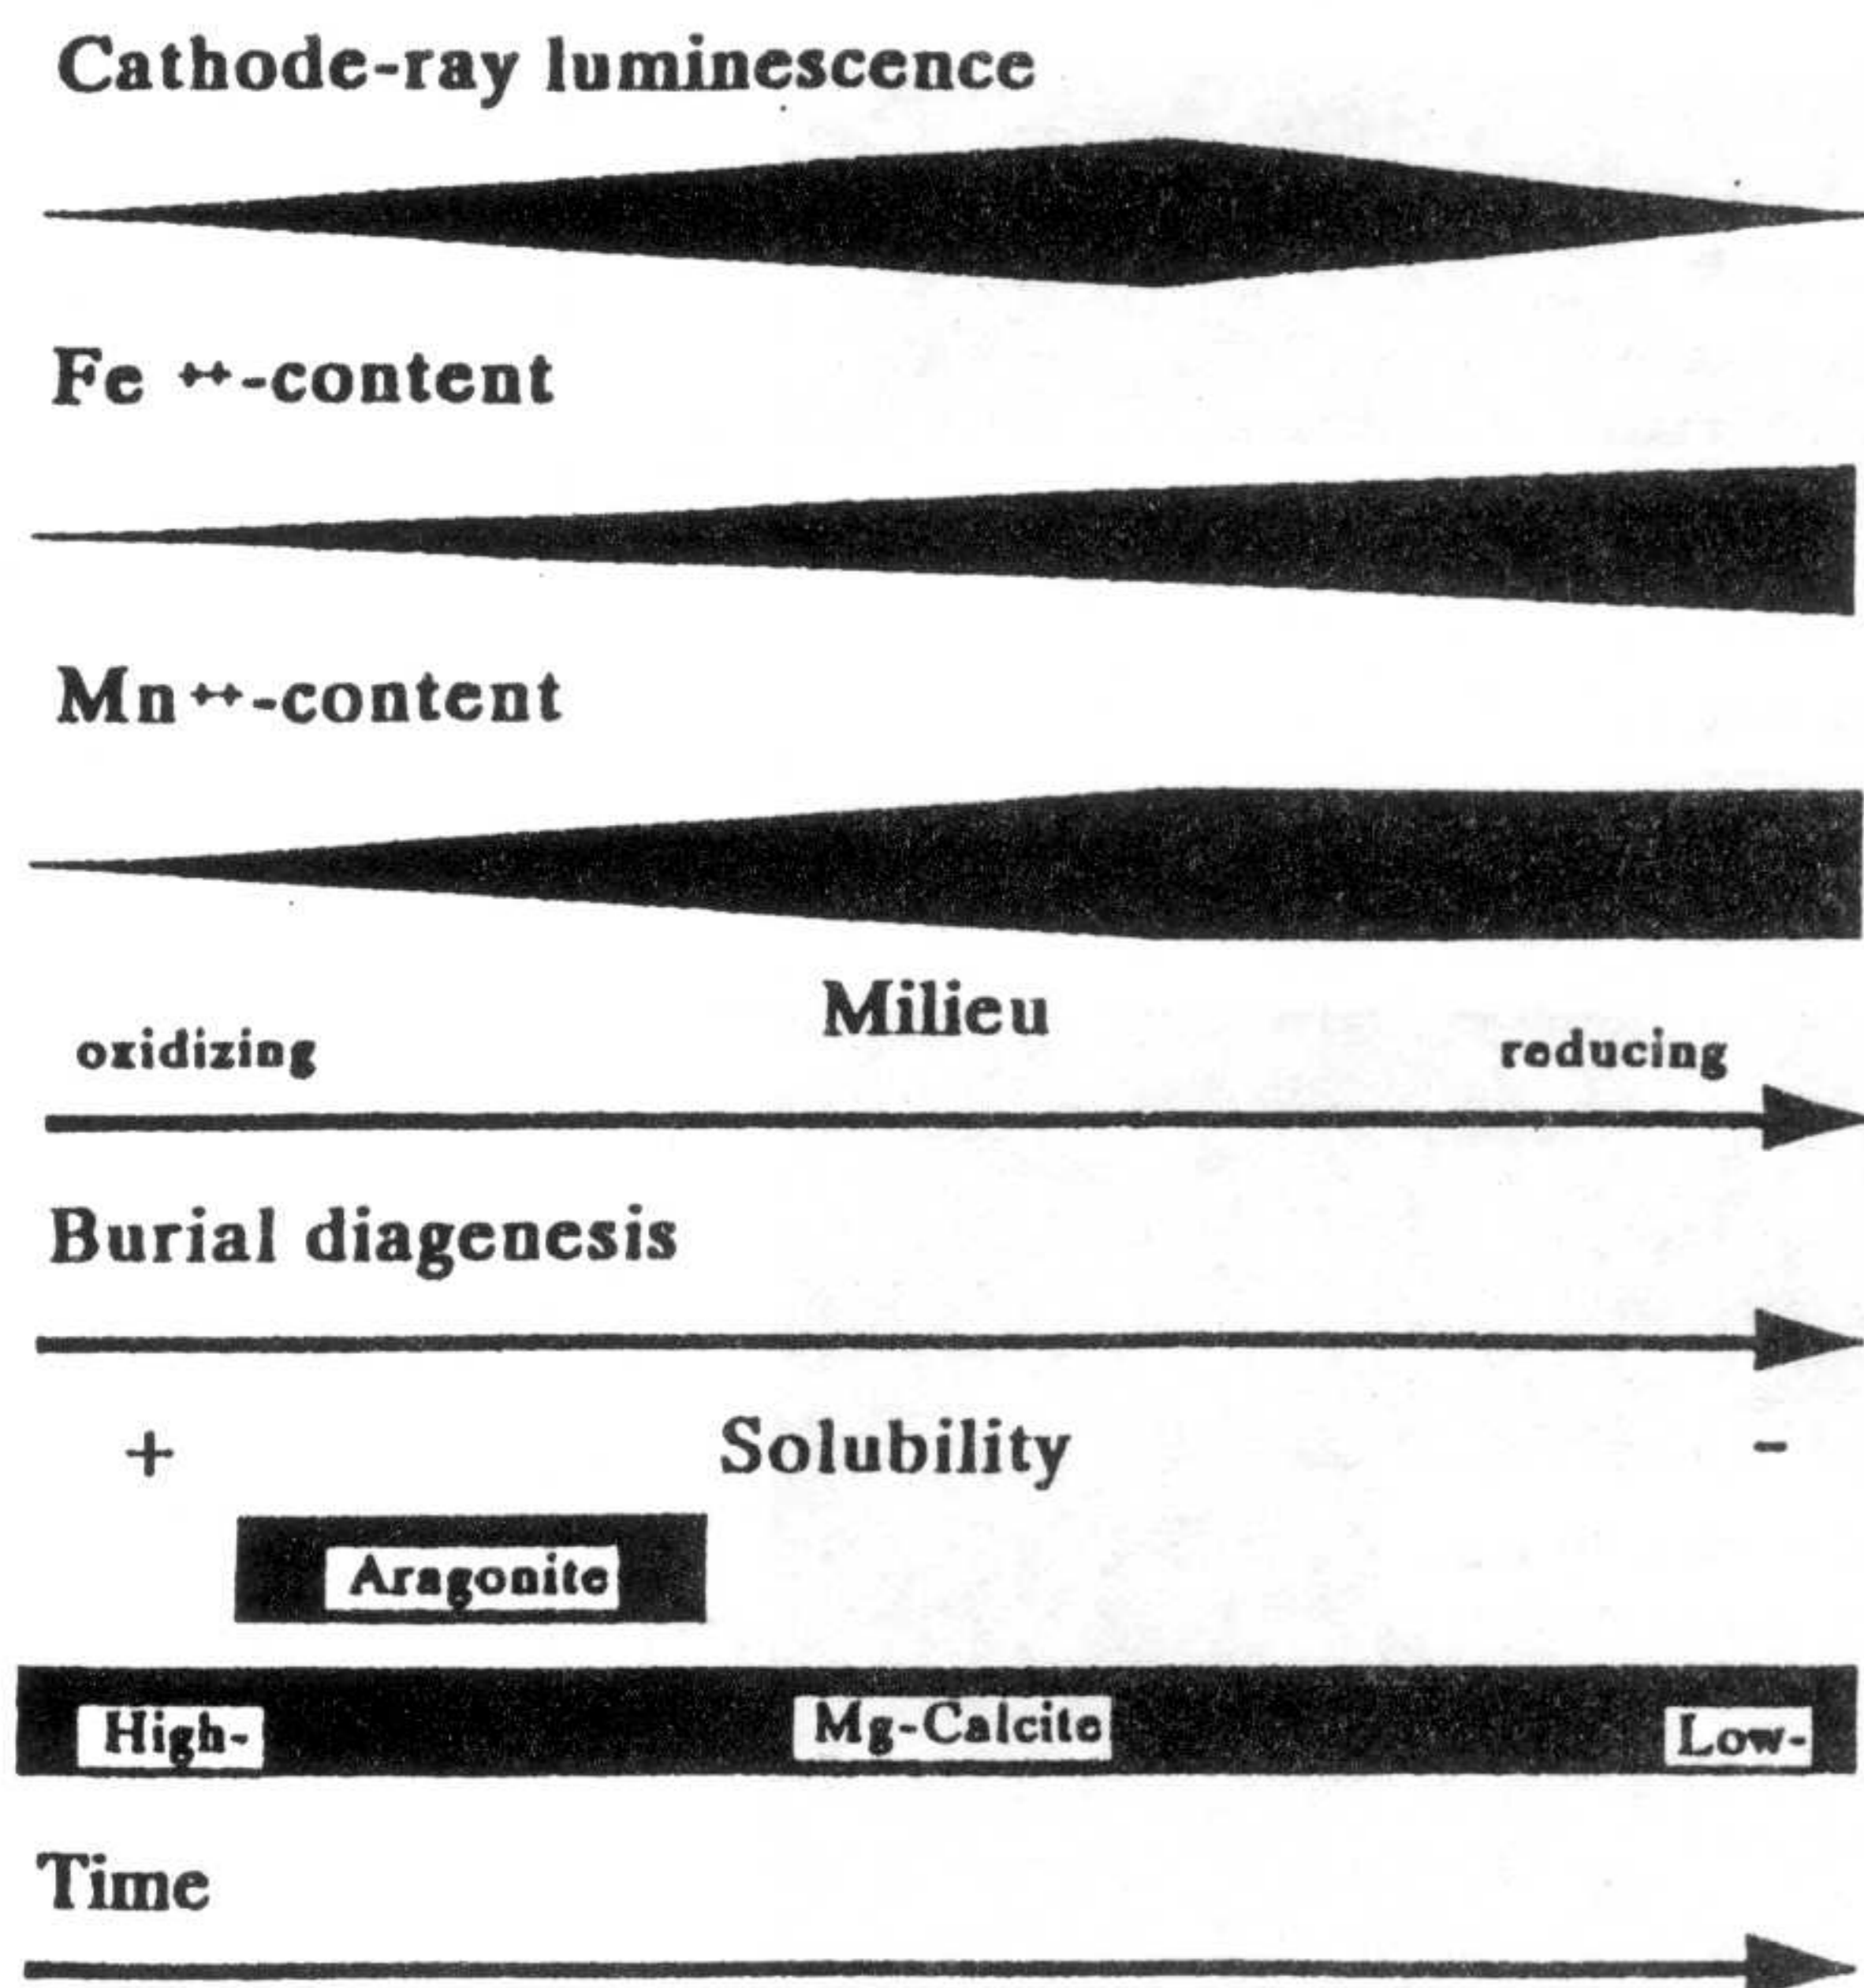 Cathode-ray luminescence
Fe ++-content
Mn++-content
Milieu
oxidizing reducing
Burial diagenesis
+ Solubility -
Aragonite
High- Mg-Calcite Low-
Time